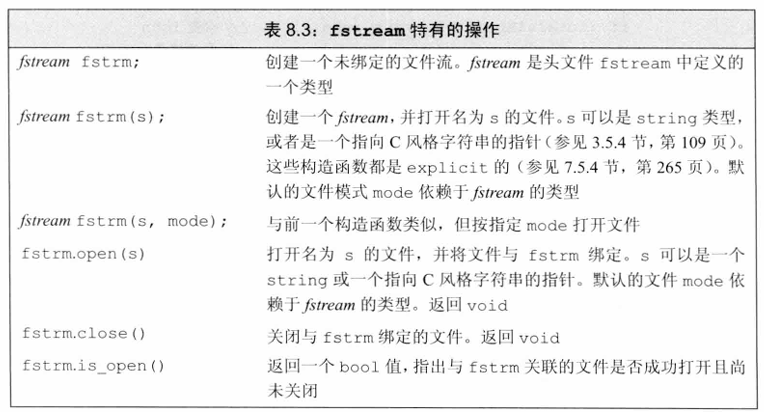 表 8.3：fstream 特有的操作
fstream fstrm; 创建一个未绑定的文件流。fstream 是头文件 fstream 中定义的
一个类型
fstream fstrm(s); 创建一个 fstream，并打开名为 s 的文件。s 可以是 string 类型，
或者是一个指向 C 风格字符串的指针（参见 3.5.4 节，第 109 页）。
这些构造函数都是 explicit 的（参见 7.5.4 节，第 265 页）。默
认的文件模式 mode 依赖于 fstream 的类型
fstream fstrm(s, mode); 与前一个构造函数类似，但按指定 mode 打开文件
fstrm.open(s) 打开名为 s 的文件，并将文件与 fstrm 绑定。s 可以是一个
string 或一个指向 C 风格字符串的指针。默认的文件 mode 依
赖于 fstream 的类型。返回 void
fstrm.close() 关闭与 fstrm 绑定的文件。返回 void
fstrm.is_open() 返回一个 bool 值，指出与 fstrm 关联的文件是否成功打开且尚
未关闭